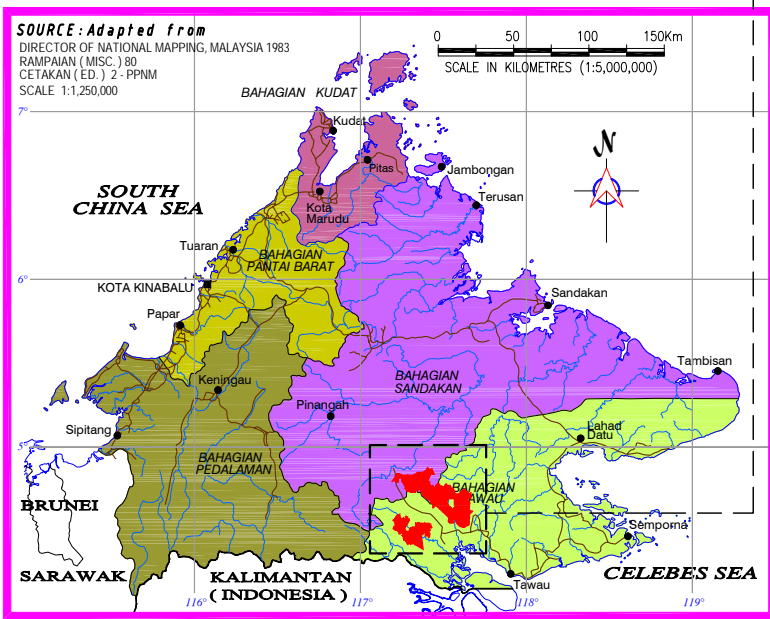 SOURCE:Adapted from
DIRECTOR OF NATIONAL MAPPING, MALAYSIA 1983
RAMPAIAN ( MISC. ) 80
CETAKAN ( ED. ) 2 - PPNM
SCALE 1:1,250,000
0 50 100 150Km
SCALE IN KILOMETRES (1:5,000,000)
BAHAGIAN KUDAT
7°
Kudat
N
Pitas
Jambongan
SOUTH
CHINA SEA
Kota
Marudu
Terusan
Tuaran
BAHAGIAN
PANTAI BARAT
6°
KOTA KINABALU
Sandakan
Papar
Tambisan
BAHAGIAN
SANDAKAN
Keningau
Pinangah
Sipitang
Lahad
Datu
5°
BAHAGIAN
PEDALAMAN
BAHAGIAN
AWAU
BRUNEI
Semporna
SARAWAK
KALIMANTAN
( INDONESIA )
CELEBES SEA
Tawau
116° 117° 118° 119°